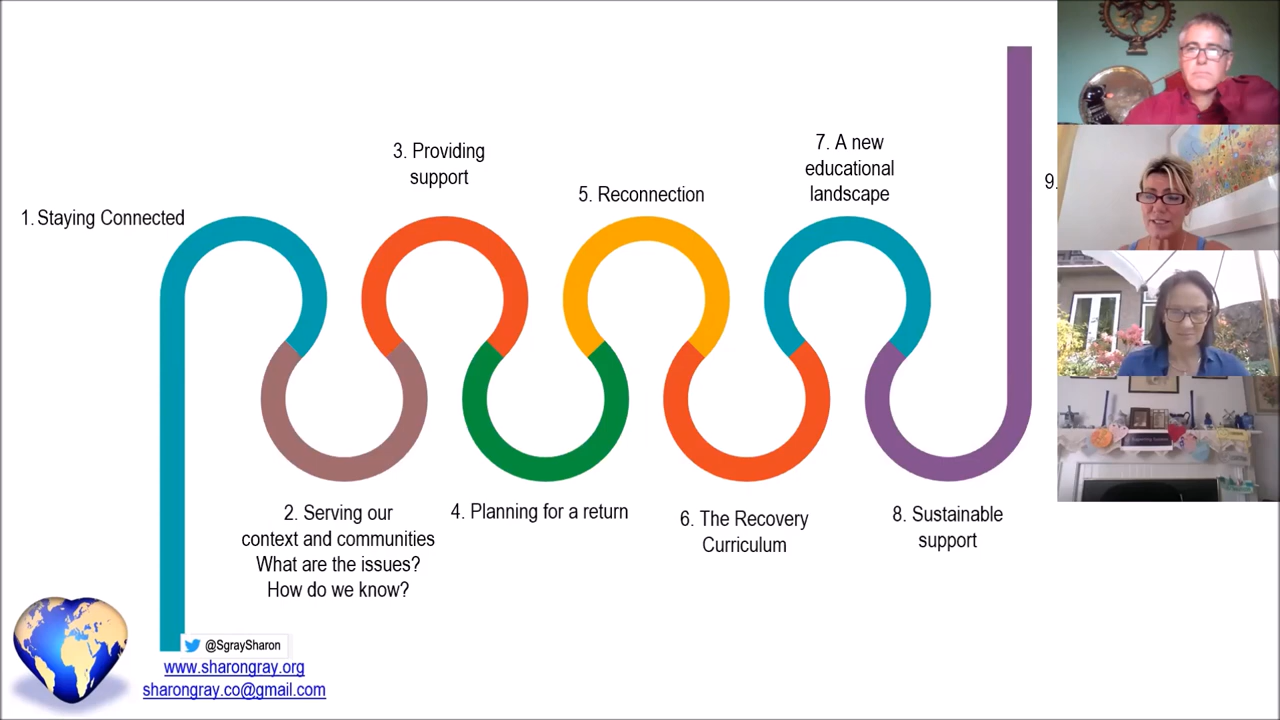 1. Staying Connected
2. Serving our
context and communities
What are the issues?
How do we know?
3. Providing
support
4. Planning for a return
5. Reconnection
6. The Recovery
Curriculum
7. A new
educational
landscape
8. Sustainable
support
9.
@SgraySharon
www.sharongray.org
sharongray.co@gmail.com